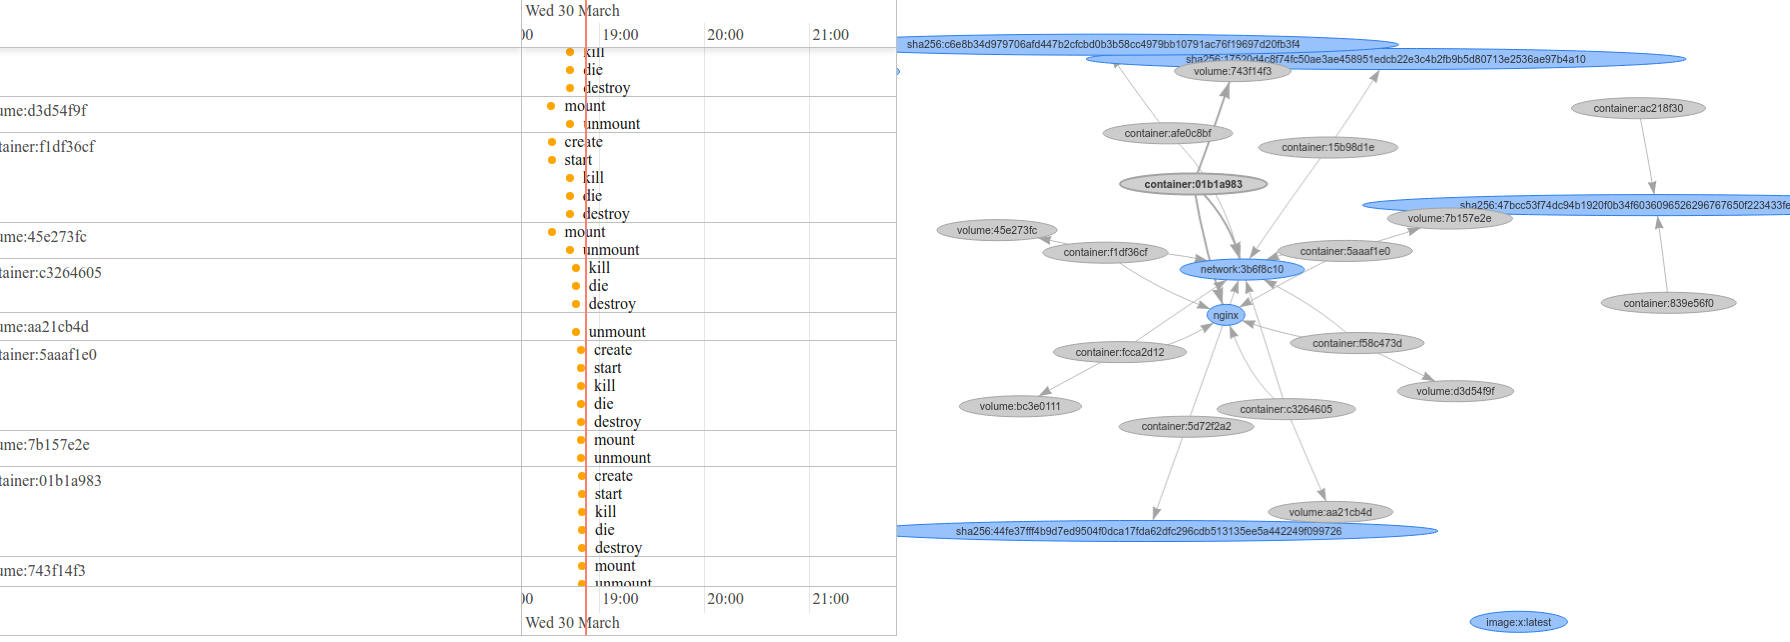 Wed 30 March
00 19:00 20:00 21:00
kill
die
destroy
ume:d3d54f9f
mount
unmount
tainer:f1df36cf
create
start
kill
die
destroy
ume:45e273fc
mount
unmount
tainer:c3264605
kill
die
destroy
ume:aa21cb4d
unmount
tainer:5aaaf1e0
create
start
kill
die
destroy
ume:7b157e2e
mount
unmount
tainer:01b1a983
create
start
kill
die
destroy
ume:743f14f3
mount
unmount
00 19:00 20:00 21:00
Wed 30 March
sha256:c6e8b34d979706afd447b2cfcbd0b3b58cc4979bb10791ac76f19697d20fb3f4
volume:743f14f3
container:ac218f30
container:afe0c8bf
container:15b98d1e
container:01b1a983
sha256:47bcc53f74dc94b1920f0b34f6036096526296767650f223433fe
volume:7b157e2e
volume:45e273fc
container:f1df36cf
container:5aaaf1e0
network:3b6f8c10
container:839e56f0
nginx
container:f58c473d
container:fcca2d12
volume:d3d54f9f
volume:bc3e0111
container:c3264605
container:5d72f2a2
volume:aa21cb4d
sha256:44fe37fff4b9d7ed9504f0dca17fda62dfc296cdb513135ee5a442249f099726
image:x:latest